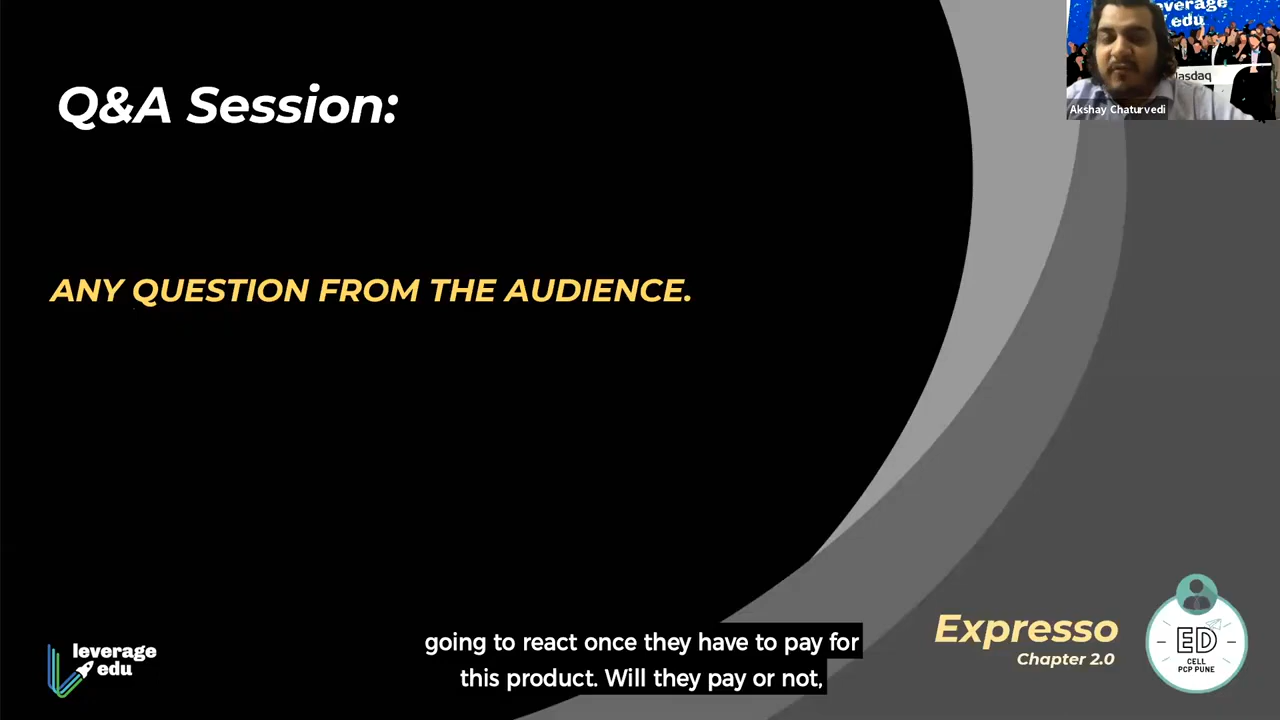 Q&A Session:
ANY QUESTION FROM THE AUDIENCE.
everage
edu
Nasdaq
Akshay Chaturvedi
going to react once they have to pay for
this product. Will they pay or not,
leverage
edu
Expresso
Chapter 2.0
ED
CELL
PCP PUNE